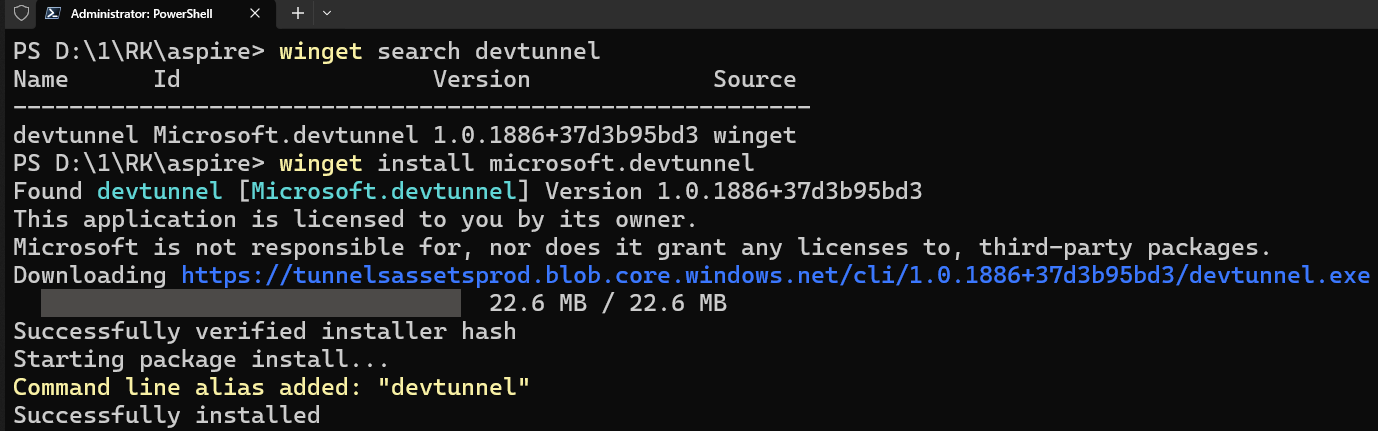 Administrator: PowerShell
PS D:\1\RK\aspire> winget search devtunnel
Name      Id                  Version             Source
---------------------------------------------------------
devtunnel Microsoft.devtunnel 1.0.1886+37d3b95bd3 winget
PS D:\1\RK\aspire> winget install microsoft.devtunnel
Found devtunnel [Microsoft.devtunnel] Version 1.0.1886+37d3b95bd3
This application is licensed to you by its owner.
Microsoft is not responsible for, nor does it grant any licenses to, third-party packages.
Downloading https://tunnelsassetsprod.blob.core.windows.net/cli/1.0.1886+37d3b95bd3/devtunnel.exe
22.6 MB / 22.6 MB
Successfully verified installer hash
Starting package install...
Command line alias added: "devtunnel"
Successfully installed